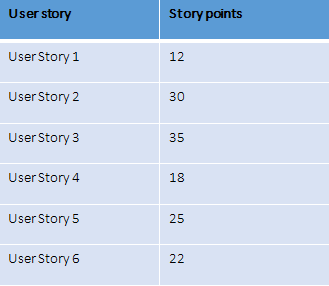 User story Story points
User Story 1 12
User Story 2 30
User Story 3 35
User Story 4 18
User Story 5 25
User Story 6 22